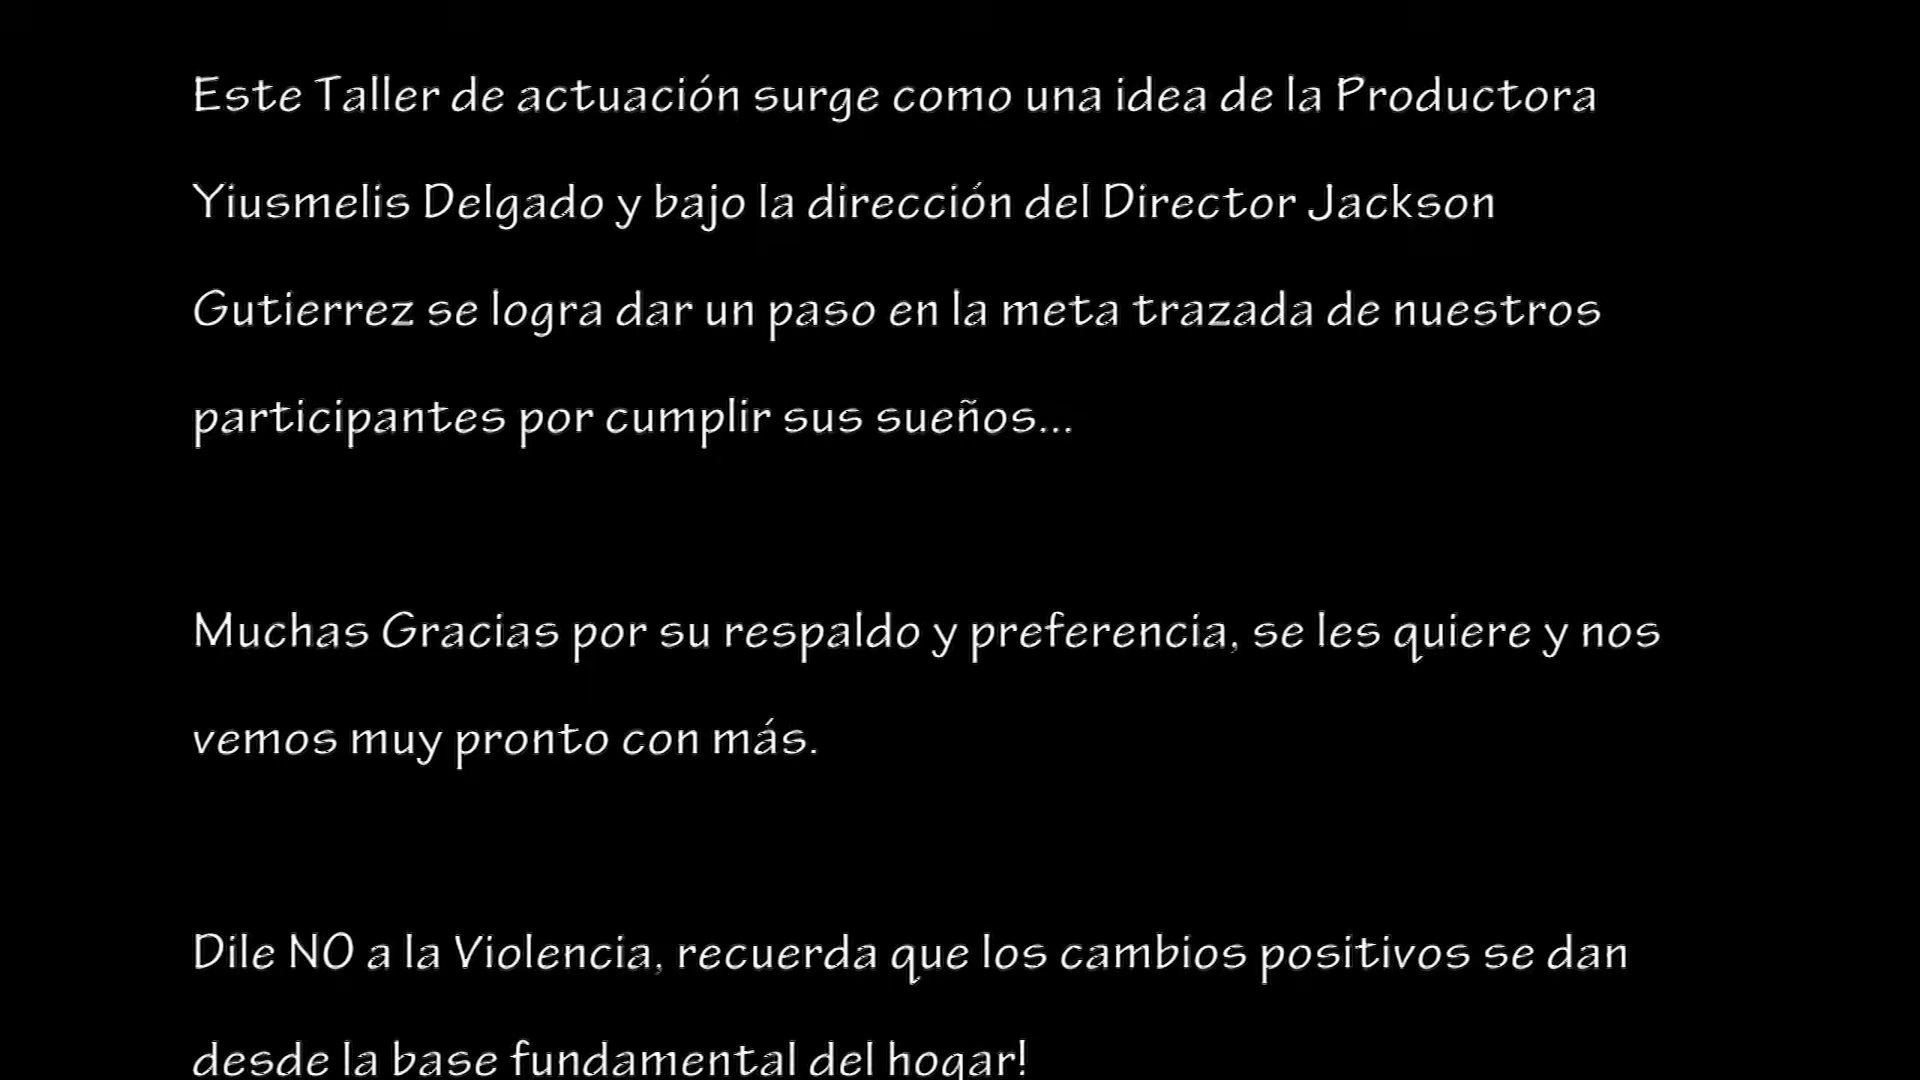 Este Taller de actuación surge como una idea de la Productora
Yiusmelis Delgado y bajo la dirección del Director Jackson
Gutierrez se logra dar un paso en la meta trazada de nuestros
participantes por cumplir sus sueños...
Muchas Gracias por su respaldo y preferencia, se les quiere y nos
vemos muy pronto con más.
Dile NO a la Violencia, recuerda que los cambios positivos se dan
desde la base fundamental del hogar!